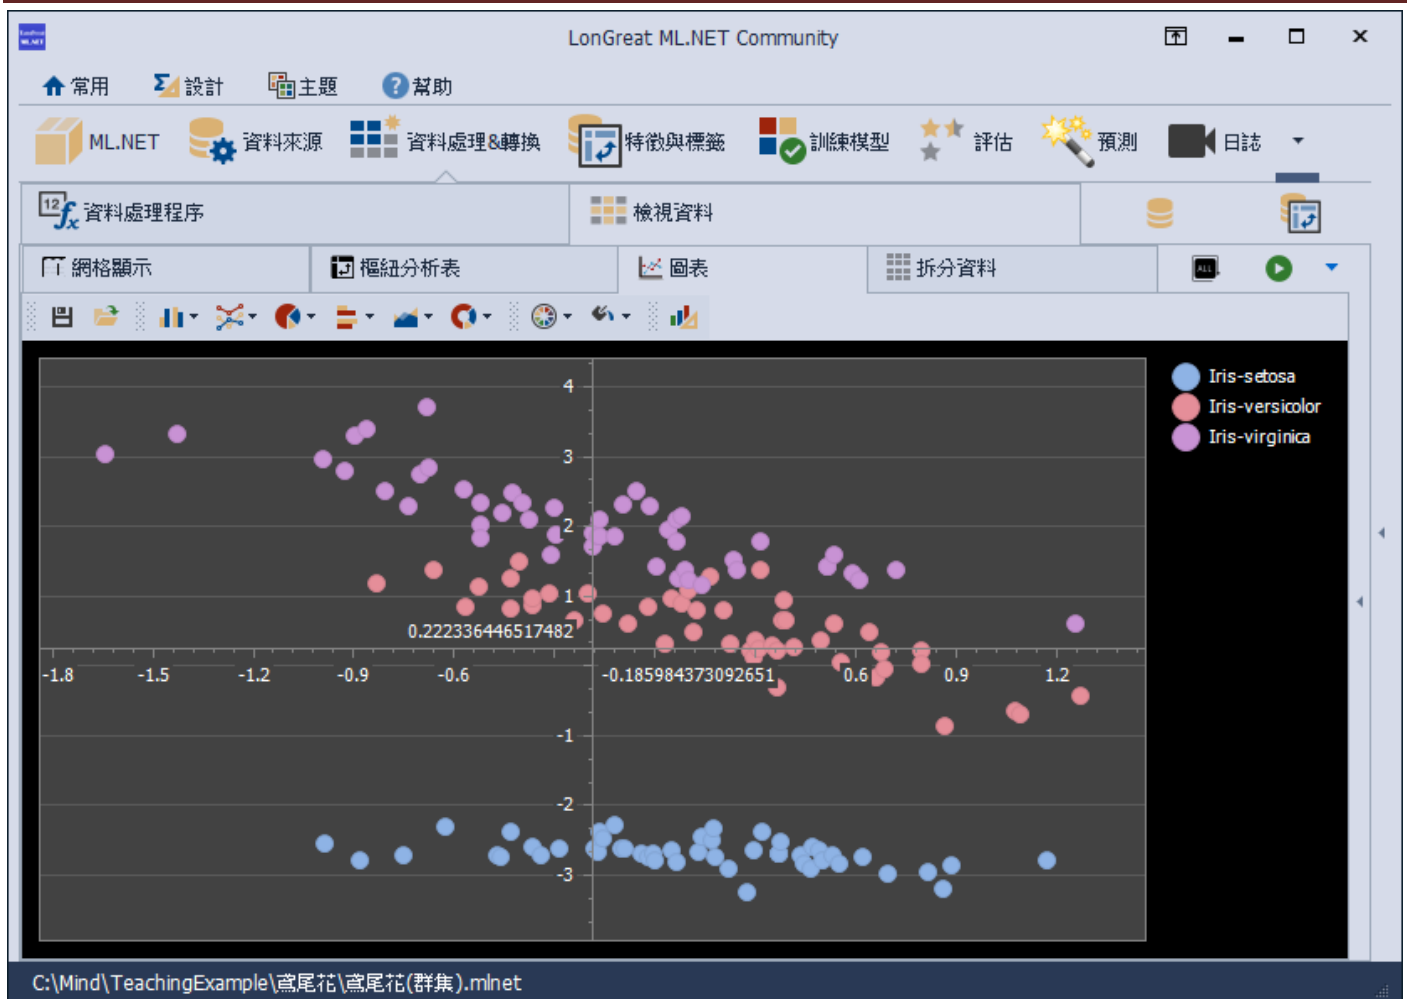 LonGreat ML.NET Community
常用 設計 主題 幫助
ML.NET 資料來源 資料處理&轉換 特徵與標籤 訓練模型 評估 預測 日誌
資料處理程序 檢視資料
網格顯示 樞紐分析表 圖表 拆分資料 ALL
Iris-setosa
Iris-versicolor
Iris-virginica
4
3
2
1
0.222336446517482
-1.8 -1.5 -1.2 -0.9 -0.6 -0.185984373092651 0.6 0.9 1.2
-1
-2
-3
C:\Mind\TeachingExample\鳶尾花\鳶尾花(群集).mlnet